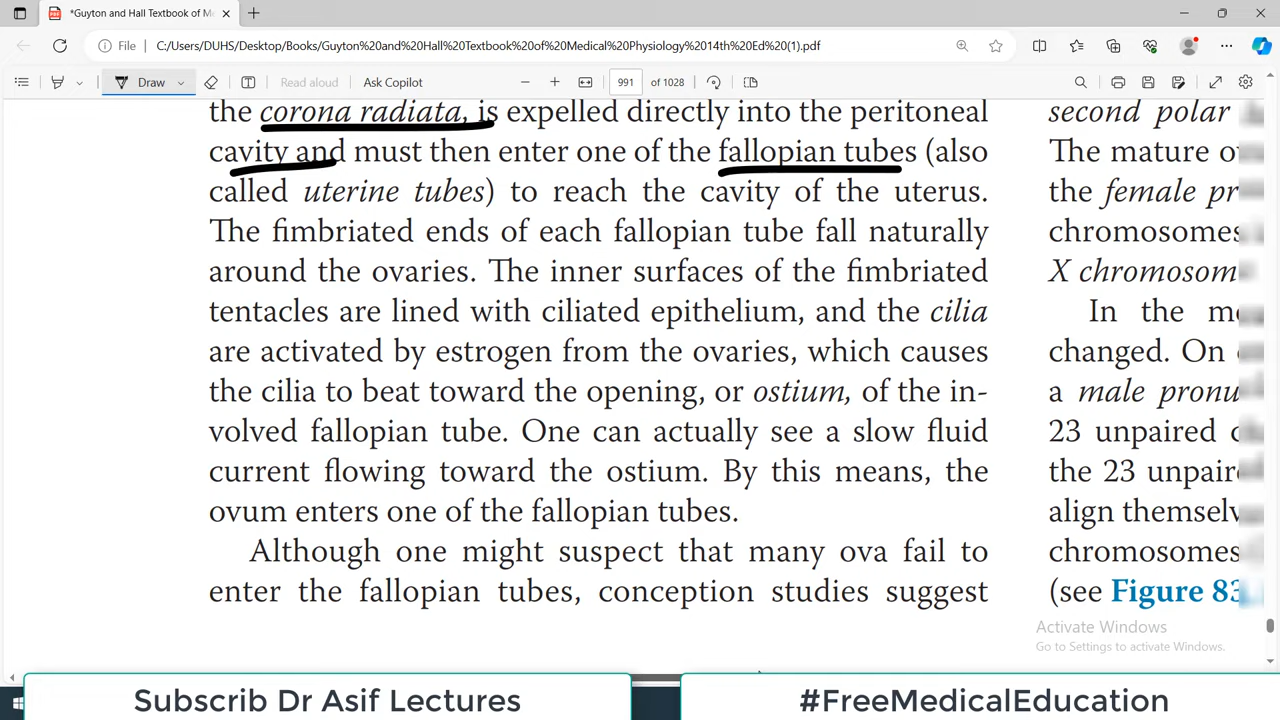 *Guyton and Hall Textbook of M
File
C:/Users/DUHS/Desktop/Books/Guyton%20and%20Hall%20Textbook%20of%20Medical%20Physiology%2014th%20Ed%20(1).pdf
Draw
Read aloud
Ask Copilot
991 of 1028
the corona radiata, is expelled directly into the peritoneal
cavity and must then enter one of the fallopian tubes (also
called uterine tubes) to reach the cavity of the uterus.
The fimbriated ends of each fallopian tube fall naturally
around the ovaries. The inner surfaces of the fimbriated
tentacles are lined with ciliated epithelium, and the cilia
are activated by estrogen from the ovaries, which causes
the cilia to beat toward the opening, or ostium, of the in-
volved fallopian tube. One can actually see a slow fluid
current flowing toward the ostium. By this means, the
ovum enters one of the fallopian tubes.
Although one might suspect that many ova fail to
enter the fallopian tubes, conception studies suggest
second polar
The mature
the female
chromosomes
X
In the
changed. On
a male
23 unpaired
the 23
align
chromosomes
(see Figure 83
Activate Windows
Go to Settings to activate Windows.
Subscrib Dr Asif Lectures
#FreeMedicalEducation